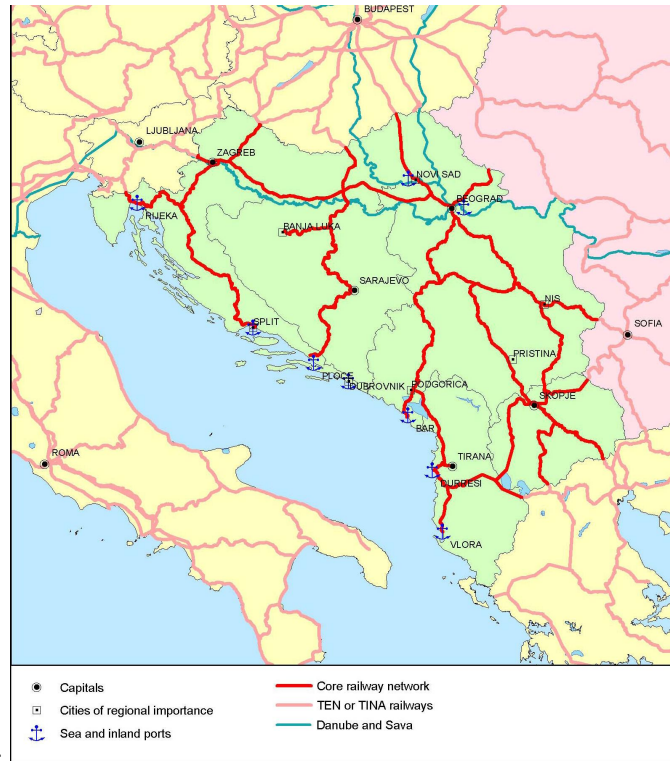 BUDAPEST
LJUBLJANA
ZAGREB
NOVI SAD
BEOGRAD
RIJEKA
BANJA LUKA
SARAJEVO
NIS
SPLIT
SOFIA
PRISTINA
PLOCE
DUBROVNIK
PODGORICA
SKOPJE
BAR
ROMA
TIRANA
DURRESI
VLORA
Capitals
Cities of regional importance
Sea and inland ports
Core railway network
TEN or TINA railways
Danube and Sava